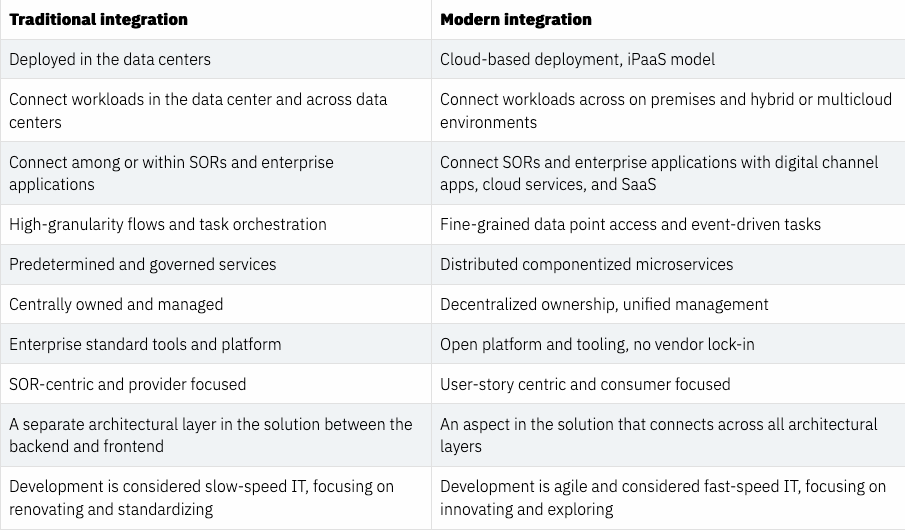 Traditional integration
Modern integration
Deployed in the data centers
Cloud-based deployment, iPaaS model
Connect workloads in the data center and across data
centers
Connect workloads across on premises and hybrid or multicloud
environments
Connect among or within SORs and enterprise
applications
Connect SORs and enterprise applications with digital channel
apps, cloud services, and SaaS
High-granularity flows and task orchestration
Fine-grained data point access and event-driven tasks
Predetermined and governed services
Distributed componentized microservices
Centrally owned and managed
Decentralized ownership, unified management
Enterprise standard tools and platform
Open platform and tooling, no vendor lock-in
SOR-centric and provider focused
User-story centric and consumer focused
A separate architectural layer in the solution between the
backend and frontend
An aspect in the solution that connects across all architectural
layers
Development is considered slow-speed IT, focusing on
renovating and standardizing
Development is agile and considered fast-speed IT, focusing on
innovating and exploring